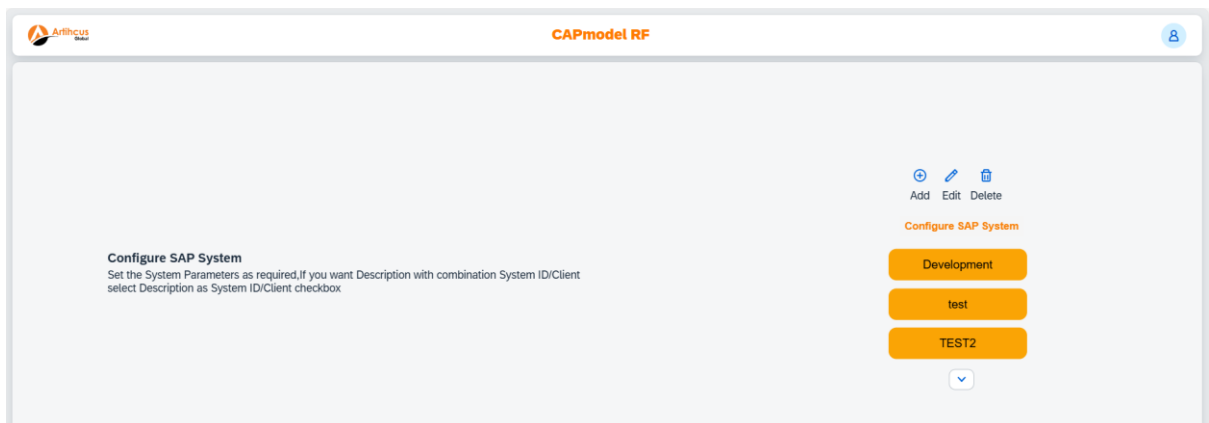 Artihcus
Global
CAPmodel RF
Add Edit Delete
Configure SAP System
Configure SAP System
Set the System Parameters as required,If you want Description with combination System ID/Client
select Description as System ID/Client checkbox
Development
test
TEST2